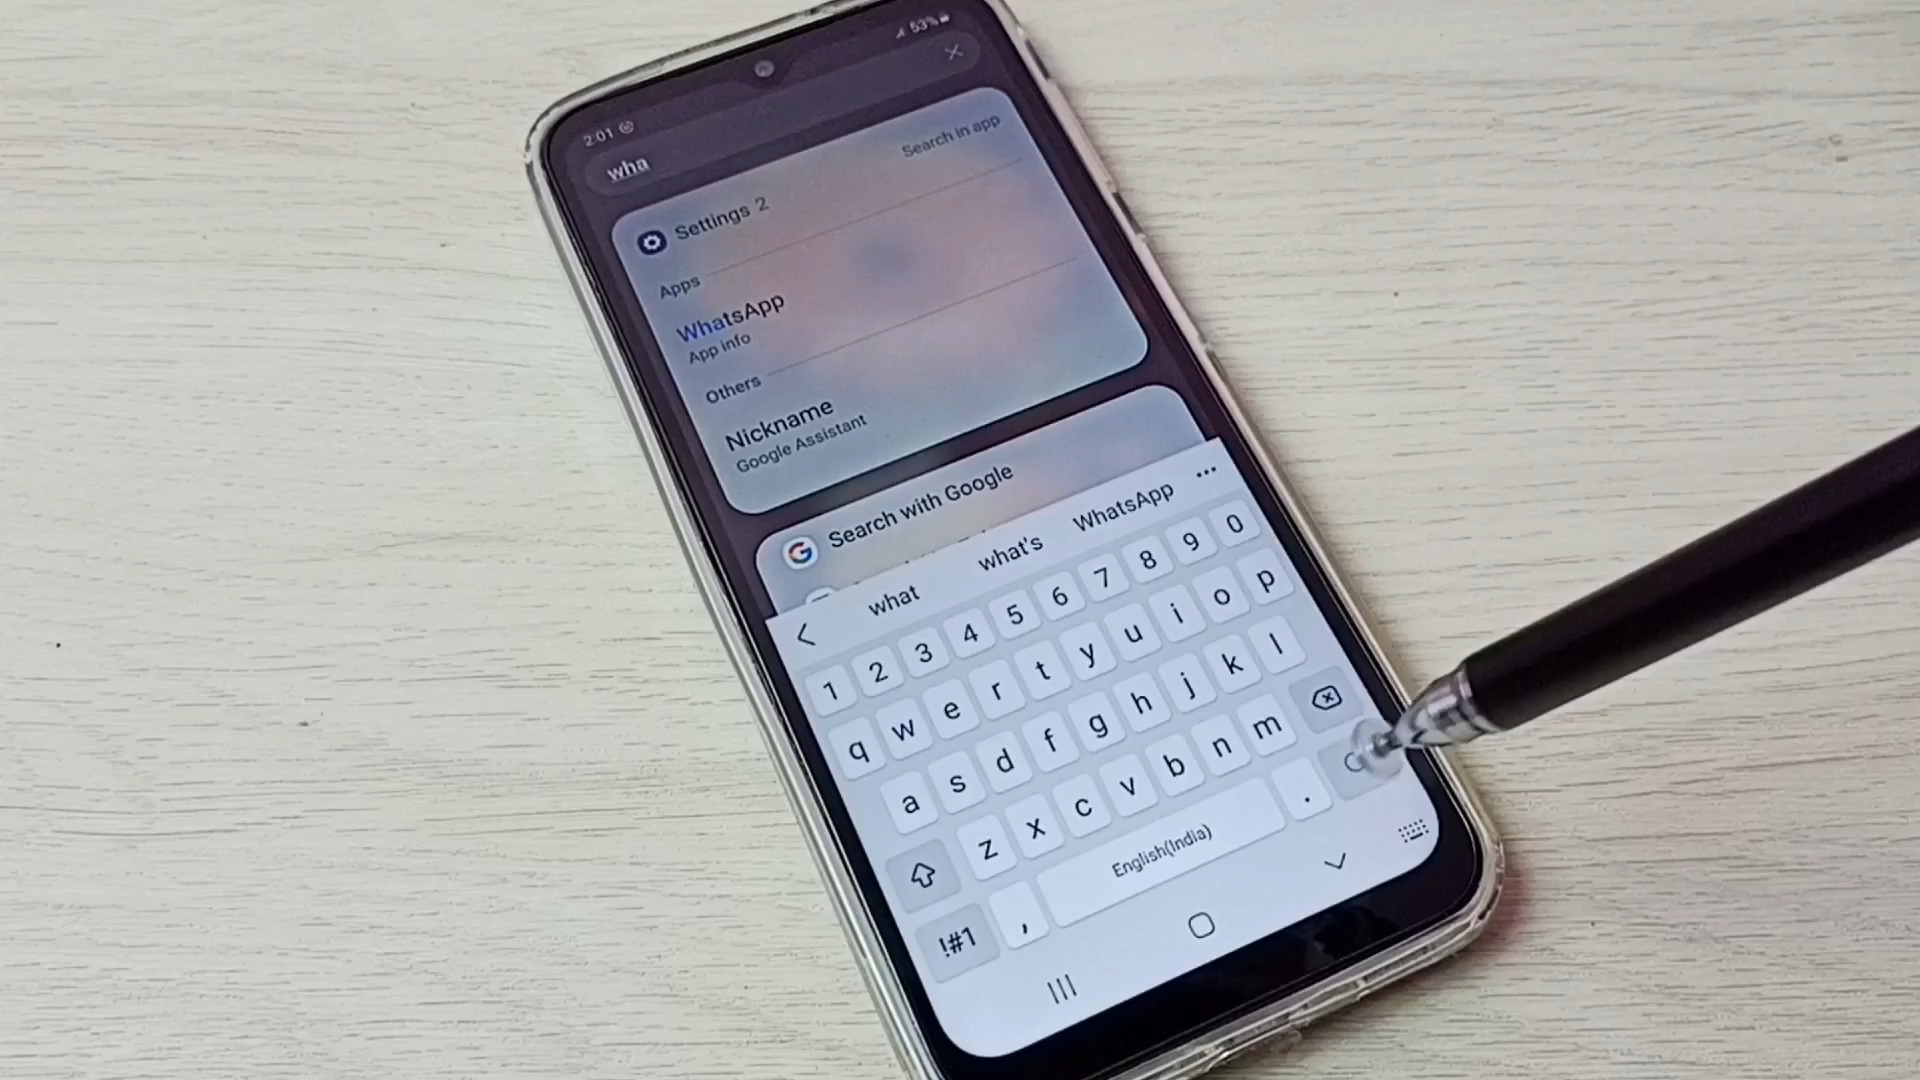 2:01 53%
wha
Settings 2 Search in app
Apps
WhatsApp
App info
Others
Nickname
Google Assistant
Search with Google
what what's WhatsApp
1 2 3 4 5 6 7 8 9 0
q w e r t y u i o p
a s d f g h j k l
z x c v b n m
!#1 , English(India) .